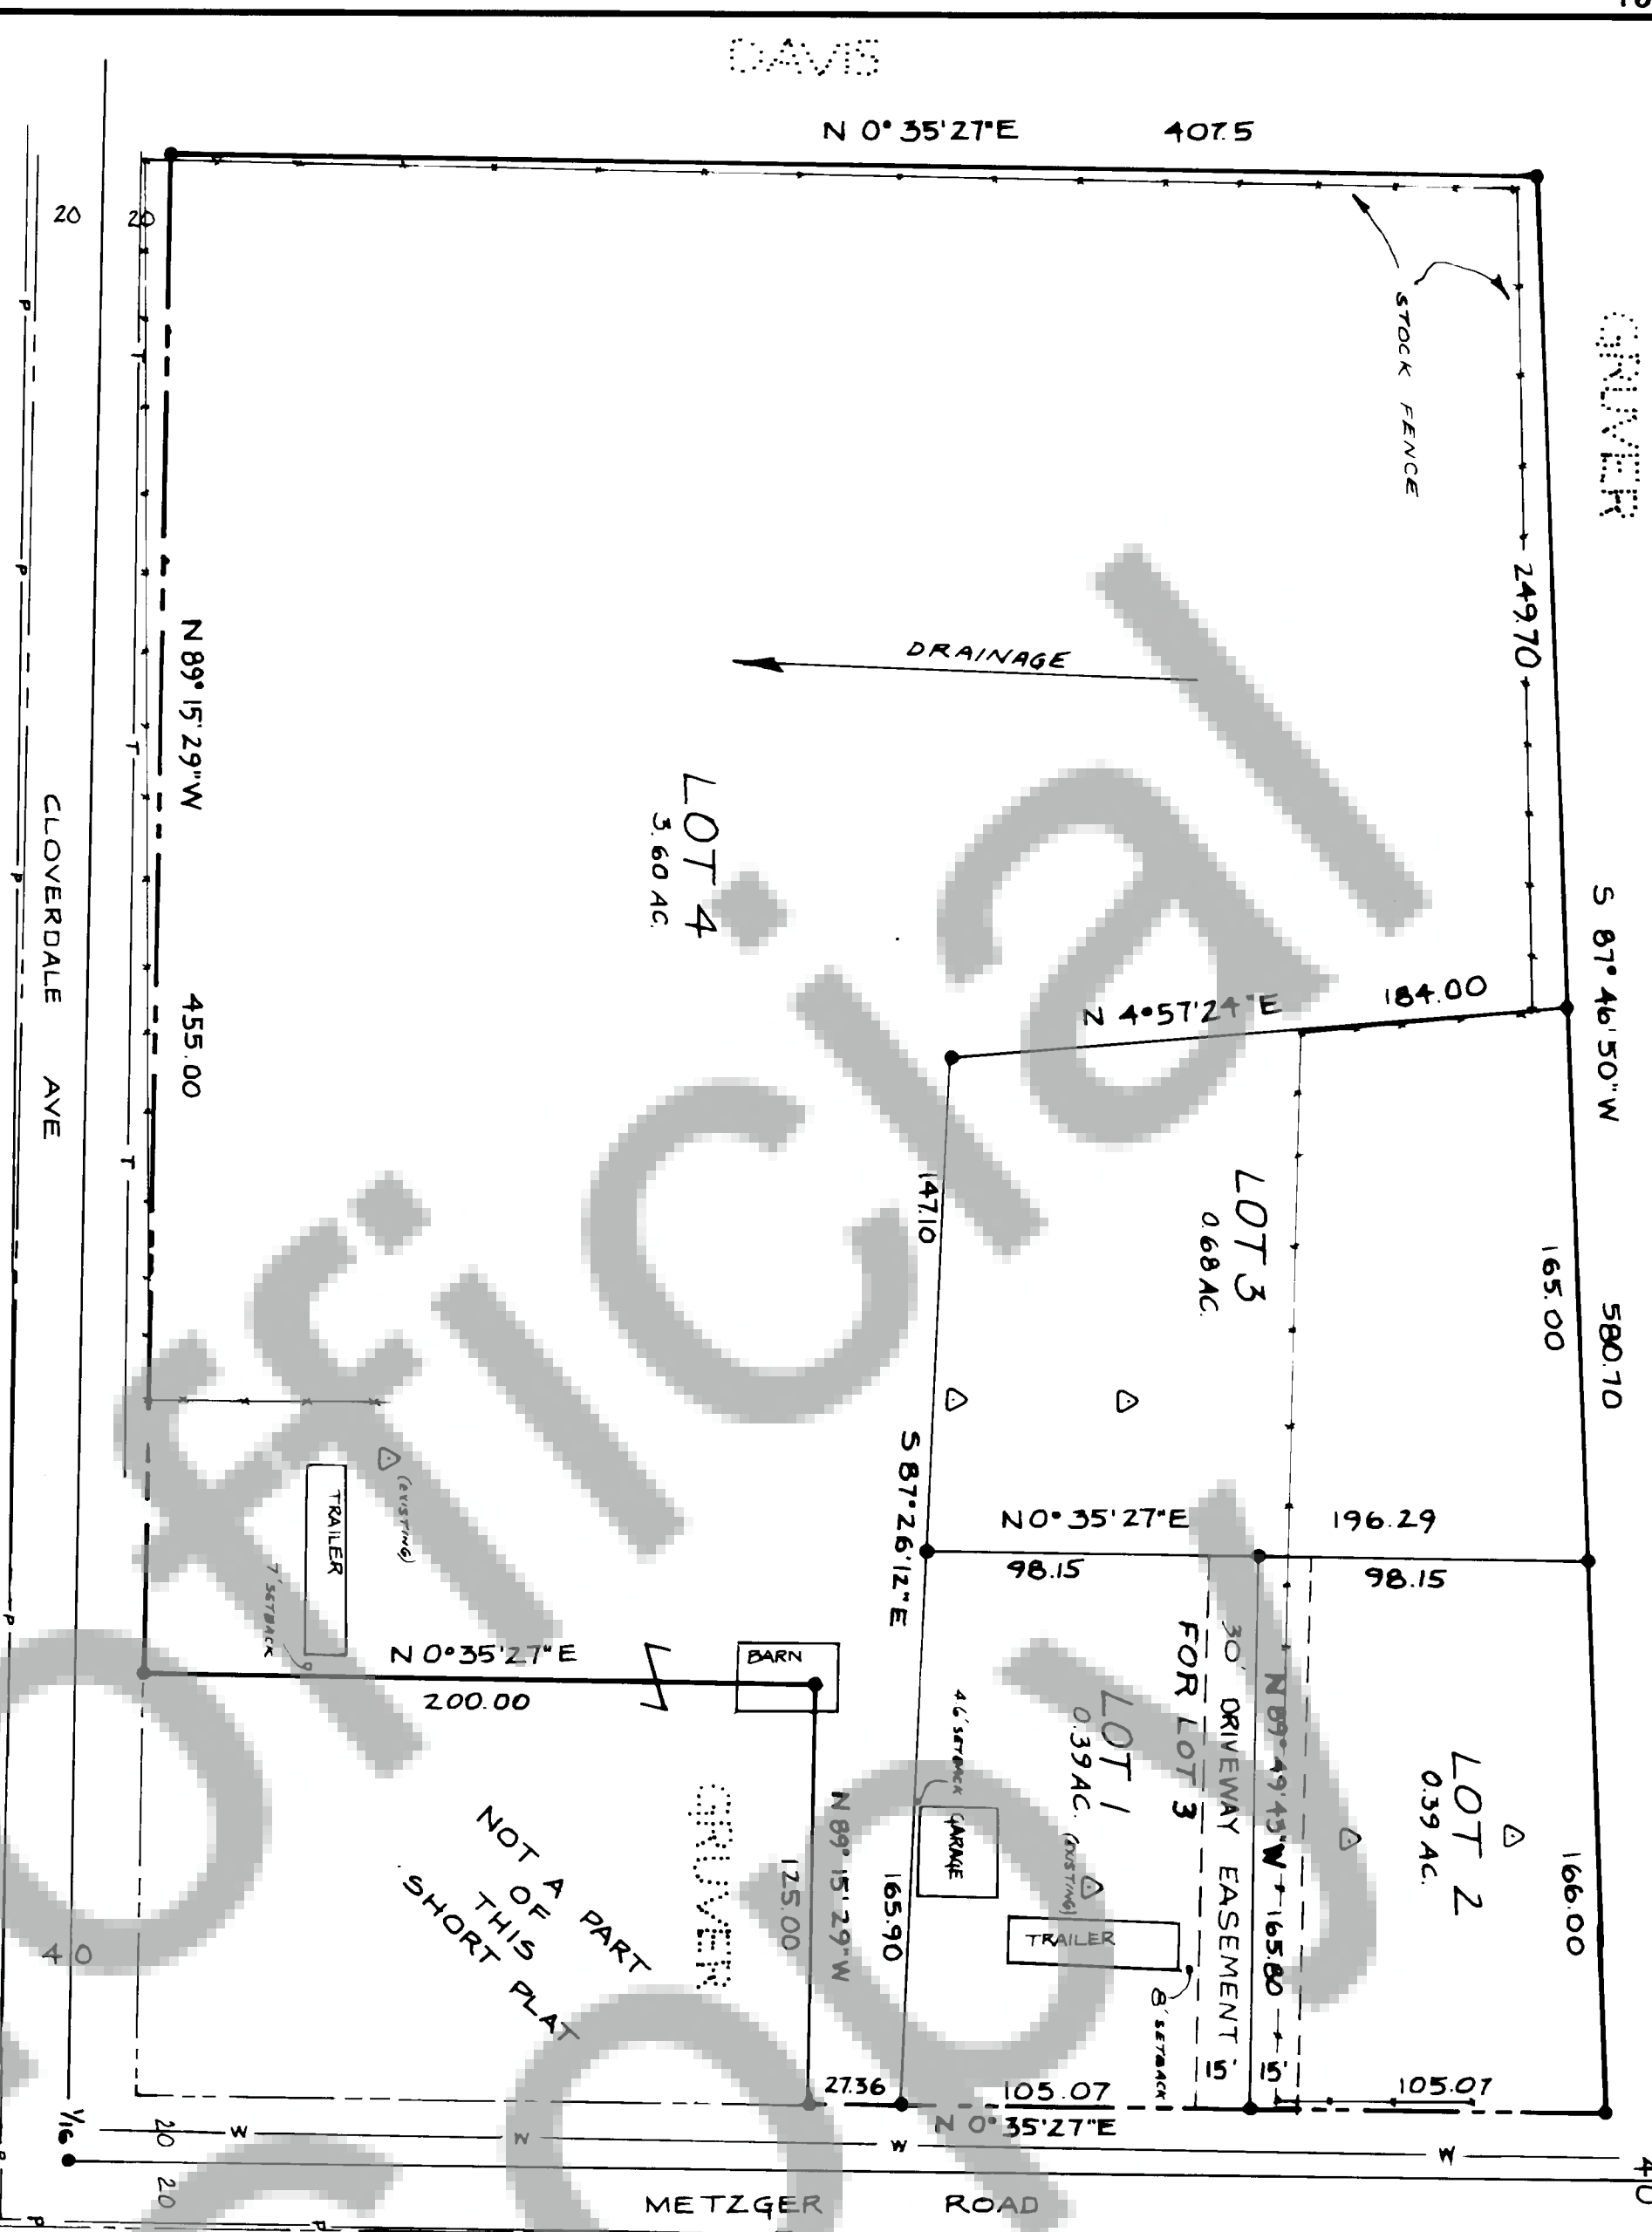 DAVIS
N 0° 35' 27" E 407.5
GRUVER
STOCK FENCE
249.70
S 87° 46' 50" W 580.70
20
20
N 89° 15' 29" W 455.00
CLOVERDALE AVE
DRAINAGE
LOT 4
3.60 AC.
N 4° 57' 24" E 184.00
LOT 3
0.68 AC.
147.10
165.00
S 87° 26' 12" E
N 0° 35' 27" E 196.29
98.15
98.15
(EXISTING)
TRAILER
7' SETBACK
N 0° 35' 27" E
200.00
BARN
LOT 1
0.39 AC.
(EXISTING)
46' SETBACK
GARAGE
TRAILER
8' SETBACK
30' DRIVEWAY EASEMENT
FOR LOT 3
N 89° 49' 43" W 165.80
LOT 2
0.39 AC.
166.00
GRUVER
N 89° 15' 29" W
125.00
165.90
NOT A PART
OF
THIS
SHORT PLAT
40
27.36
105.07
15'
15'
105.07
N 0° 35' 27" E
1/16
20
20
W
W
W
40
METZGER ROAD
P
P
P
P
P
P
T
T
T
Unofficial
Copy